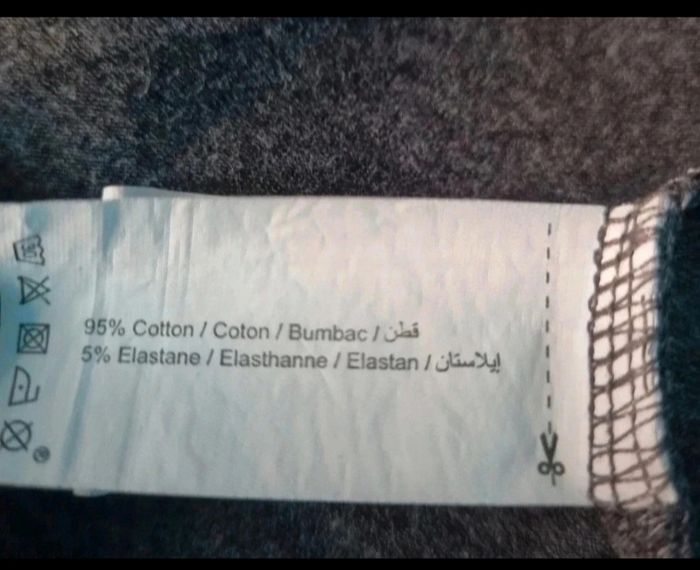 95% Cotton / Coton / Bumbac / قطن
5% Elastane / Elasthanne / Elastan / إيلاستان